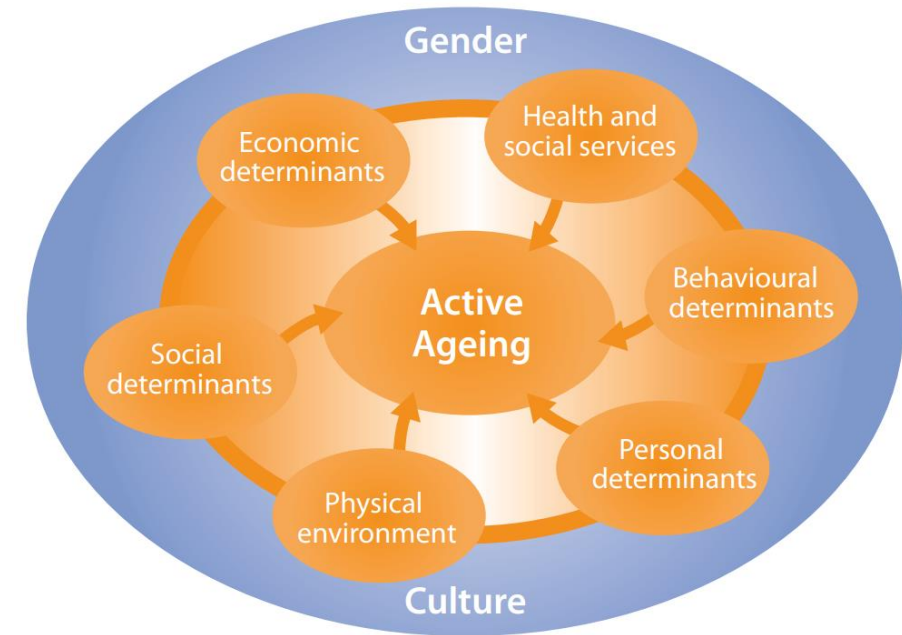 Gender
Economic
determinants
Health and
social services
Behavioural
determinants
Active
Ageing
Social
determinants
Personal
determinants
Physical
environment
Culture